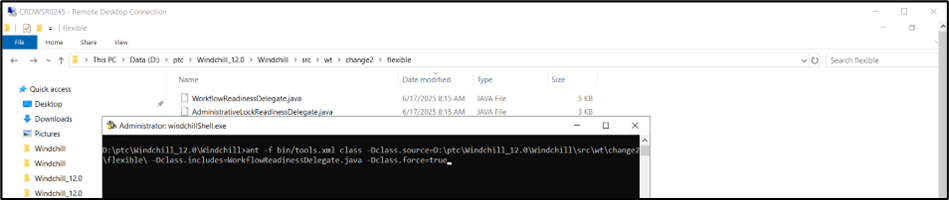 CRDWSR0245 - Remote Desktop Connection
flexible
File Home Share View
This PC > Data (D:) > ptc > Windchill_12.0 > Windchill > src > wt > change2 > flexible
Search flexible
Name Date modified Type Size
Quick access
WorkflowReadinessDelegate.java 6/17/2025 8:15 AM JAVA File 5 KB
Desktop
AdministrativeLockReadinessDelegate.java 6/17/2025 8:15 AM JAVA File 3 KB
Downloads
Pictures
Windchill
Windchill
Windchill_12.0
Windchill_12.0
Administrator: windchillShell.exe
D:\ptc\Windchill_12.0\Windchill>ant -f bin/tools.xml class -Dclass.source=D:\ptc\Windchill_12.0\Windchill\src\wt\change2
\flexible\ -Dclass.includes=WorkflowReadinessDelegate.java -Dclass.force=true